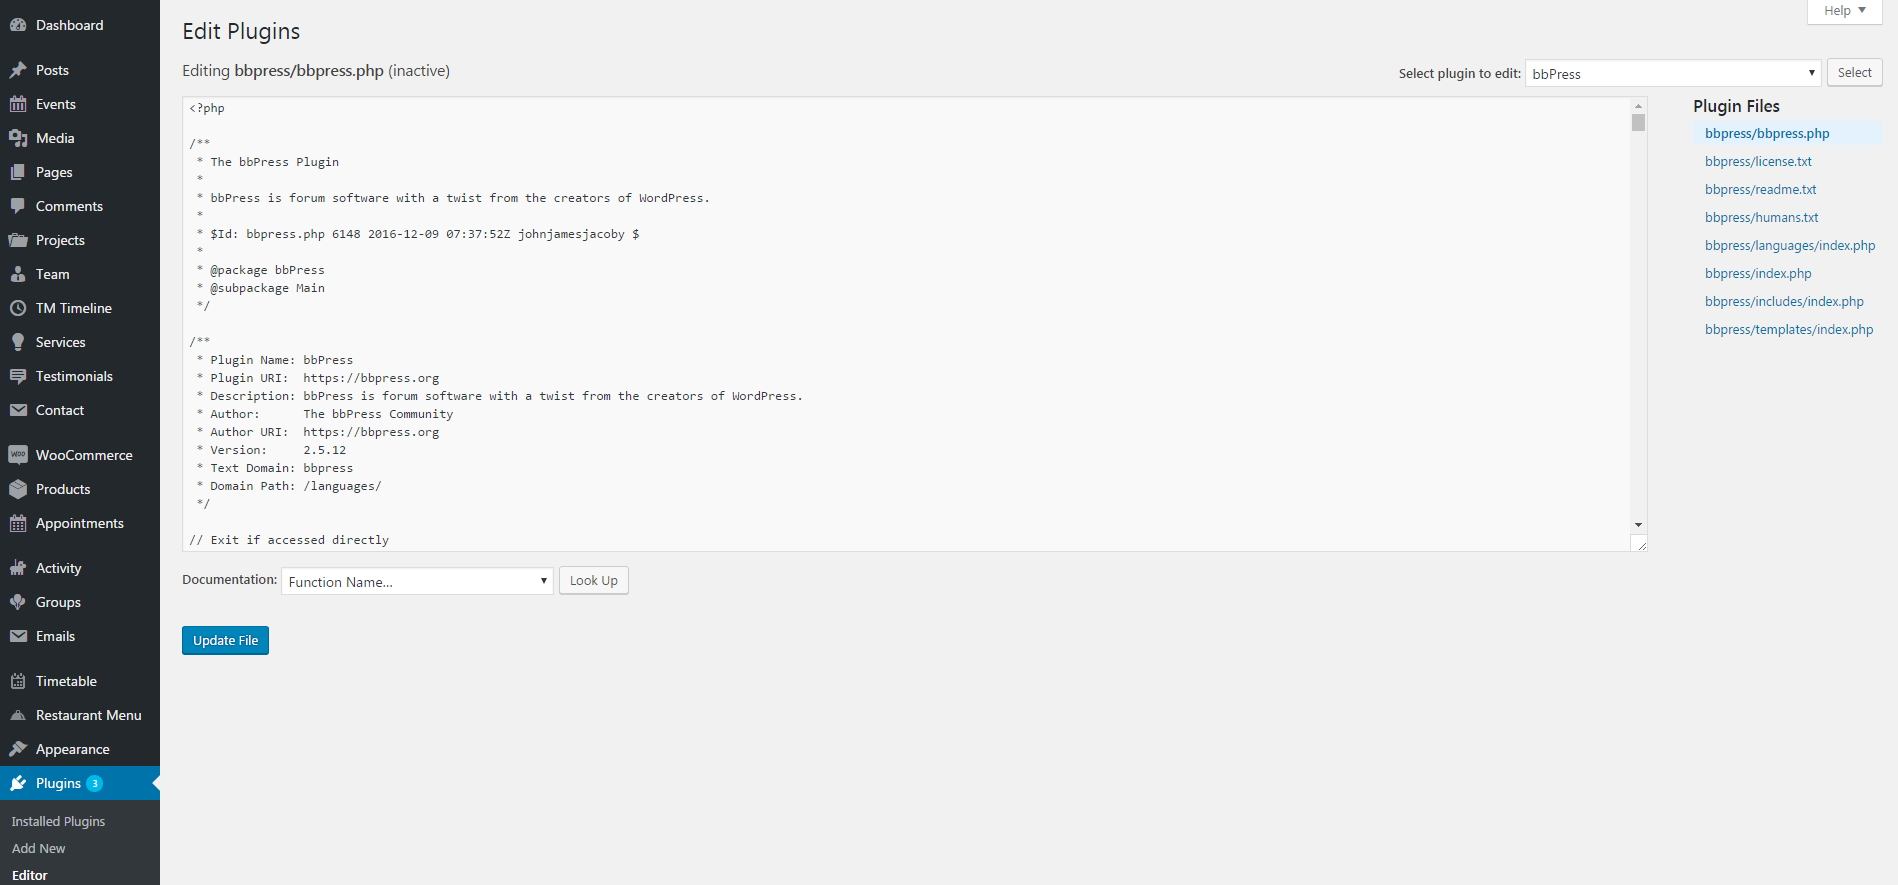 Dashboard
Posts
Events
Media
Pages
Comments
Projects
Team
TM Timeline
Services
Testimonials
Contact
WOO WooCommerce
Products
Appointments
Activity
Groups
Emails
Timetable
Restaurant Menu
Appearance
Plugins 3
Installed Plugins
Add New
Editor
Help
Edit Plugins
Editing bbpress/bbpress.php (inactive)
Select plugin to edit: bbPress Select
<?php
/**
* The bbPress Plugin
*
* bbPress is forum software with a twist from the creators of WordPress.
*
* $Id: bbpress.php 6148 2016-12-09 07:37:52Z johnjamesjacoby $
*
* @package bbPress
* @subpackage Main
*/
/**
* Plugin Name: bbPress
* Plugin URI:  https://bbpress.org
* Description: bbPress is forum software with a twist from the creators of WordPress.
* Author:      The bbPress Community
* Author URI:  https://bbpress.org
* Version:     2.5.12
* Text Domain: bbpress
* Domain Path: /languages/
*/
// Exit if accessed directly
Documentation: Function Name... Look Up
Update File
Plugin Files
bbpress/bbpress.php
bbpress/license.txt
bbpress/readme.txt
bbpress/humans.txt
bbpress/languages/index.php
bbpress/index.php
bbpress/includes/index.php
bbpress/templates/index.php